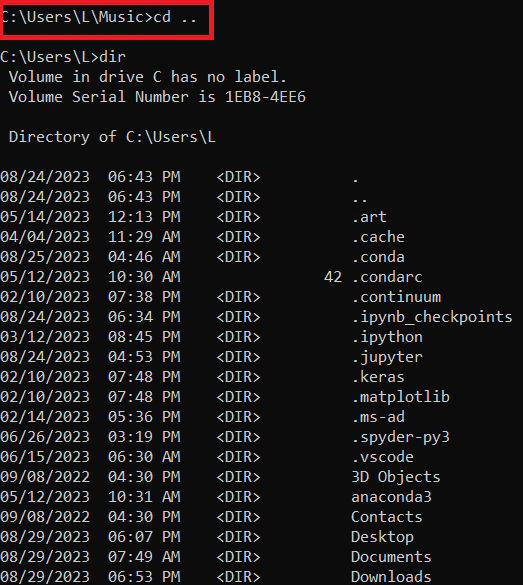 C:\Users\L\Music>cd ..
C:\Users\L>dir
Volume in drive C has no label.
Volume Serial Number is 1EB8-4EE6
Directory of C:\Users\L
08/24/2023  06:43 PM    <DIR>          .
08/24/2023  06:43 PM    <DIR>          ..
05/14/2023  12:13 PM    <DIR>          .art
04/04/2023  11:29 AM    <DIR>          .cache
08/25/2023  04:46 AM    <DIR>          .conda
05/12/2023  10:30 AM                42 .condarc
02/10/2023  07:38 PM    <DIR>          .continuum
08/24/2023  06:34 PM    <DIR>          .ipynb_checkpoints
03/12/2023  08:45 PM    <DIR>          .ipython
08/24/2023  04:53 PM    <DIR>          .jupyter
02/10/2023  07:48 PM    <DIR>          .keras
02/10/2023  07:48 PM    <DIR>          .matplotlib
02/14/2023  05:36 PM    <DIR>          .ms-ad
06/26/2023  03:19 PM    <DIR>          .spyder-py3
06/15/2023  06:30 AM    <DIR>          .vscode
09/08/2022  04:30 PM    <DIR>          3D Objects
05/12/2023  10:31 AM    <DIR>          anaconda3
09/08/2022  04:30 PM    <DIR>          Contacts
08/29/2023  06:07 PM    <DIR>          Desktop
08/29/2023  07:49 AM    <DIR>          Documents
08/29/2023  06:53 PM    <DIR>          Downloads